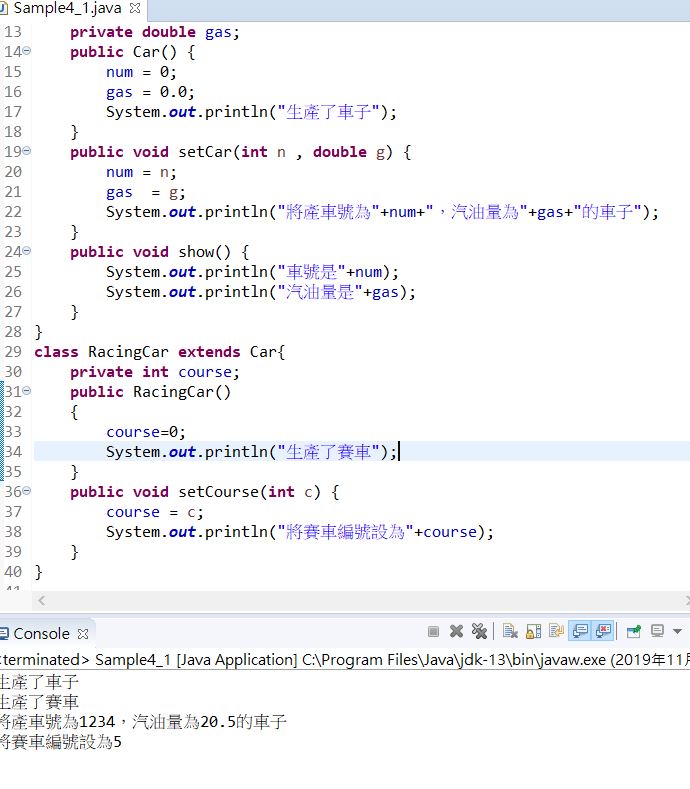 Sample4_1.java
13 private double gas;
14 public Car() {
15 num = 0;
16 gas = 0.0;
17 System.out.println("生產了車子");
18 }
19 public void setCar(int n , double g) {
20 num = n;
21 gas  = g;
22 System.out.println("將產車號為"+num+"，汽油量為"+gas+"的車子");
23 }
24 public void show() {
25 System.out.println("車號是"+num);
26 System.out.println("汽油量是"+gas);
27 }
28 }
29 class RacingCar extends Car{
30 private int course;
31 public RacingCar()
32 {
33 course=0;
34 System.out.println("生產了賽車");
35 }
36 public void setCourse(int c) {
37 course = c;
38 System.out.println("將賽車編號設為"+course);
39 }
40 }
Console
<terminated> Sample4_1 [Java Application] C:\Program Files\Java\jdk-13\bin\javaw.exe (2019年11月
生產了車子
生產了賽車
將產車號為1234，汽油量為20.5的車子
將賽車編號設為5